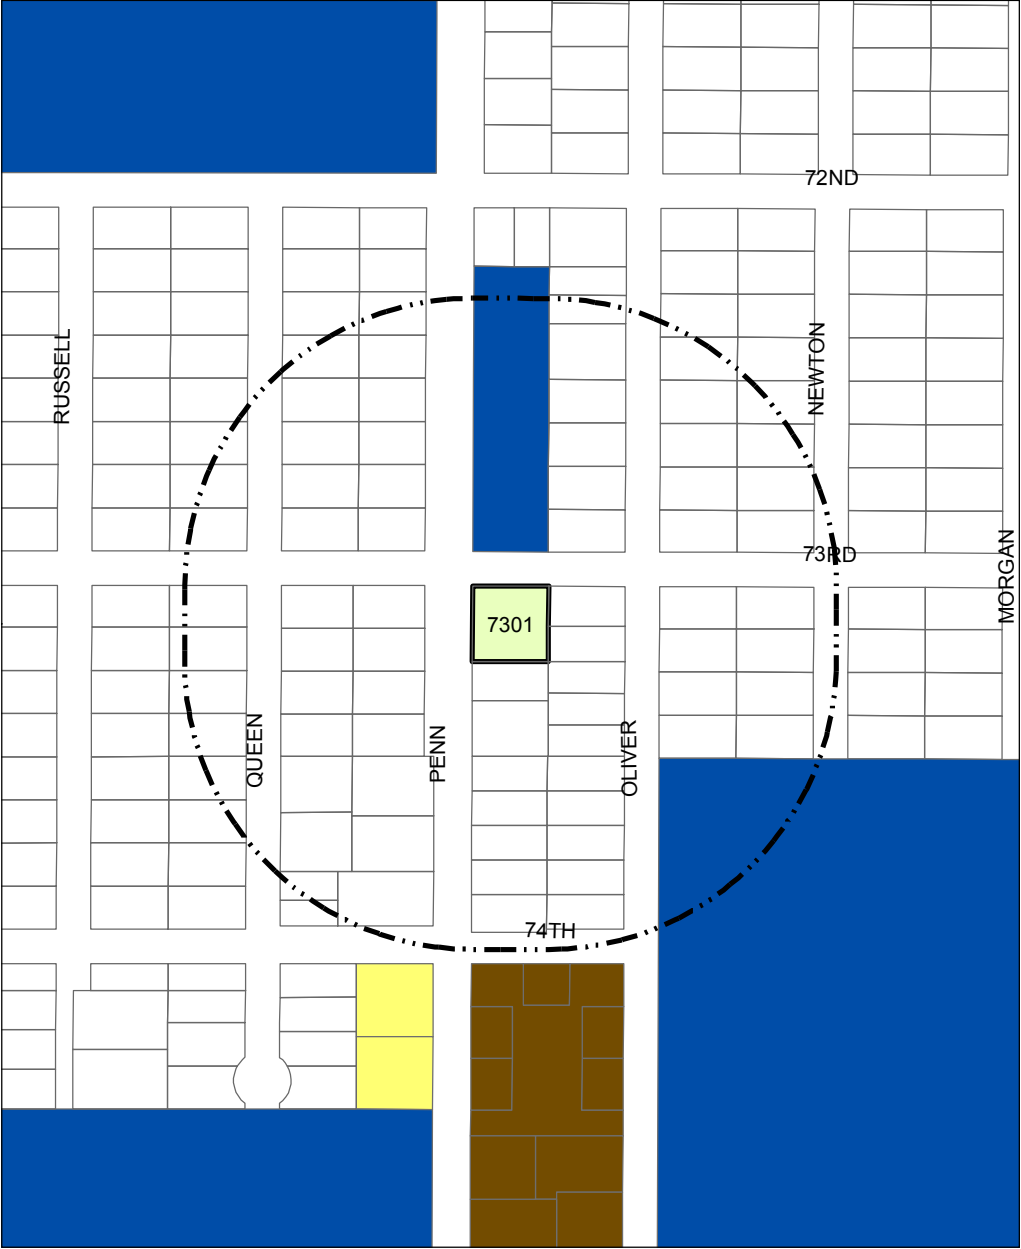 72ND
RUSSELL
NEWTON
73RD
MORGAN
7301
QUEEN
PENN
OLIVER
74TH